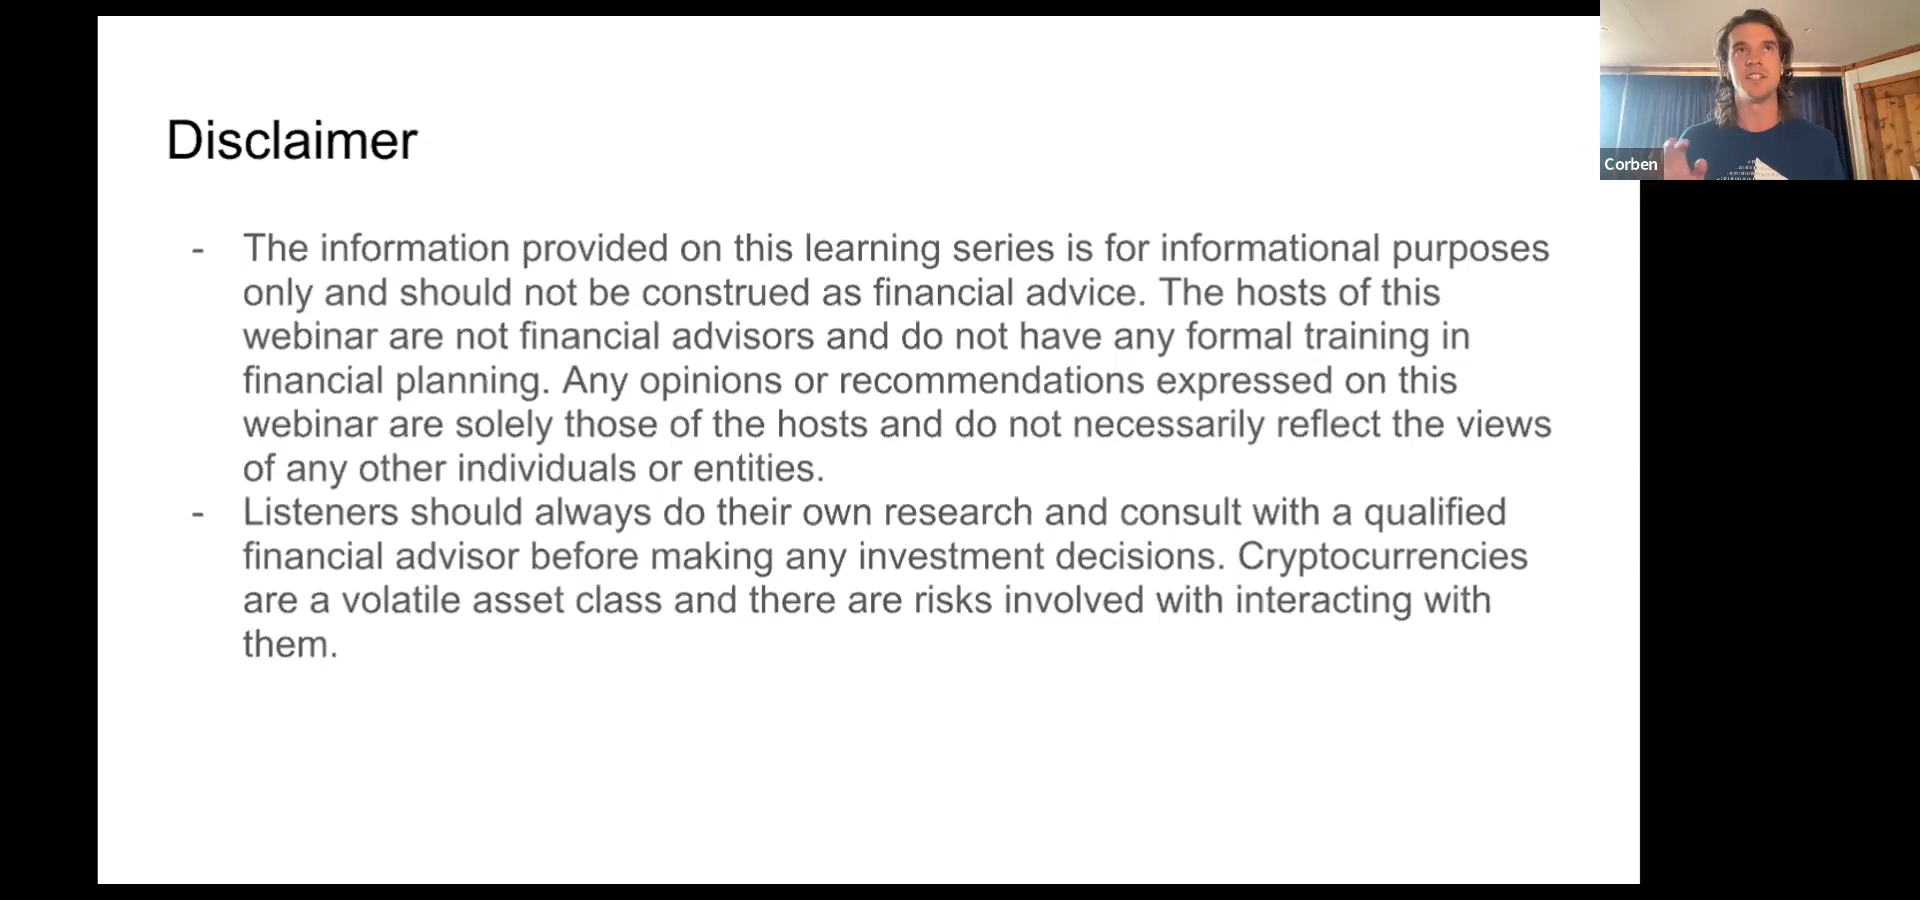 Disclaimer
- The information provided on this learning series is for informational purposes
only and should not be construed as financial advice. The hosts of this
webinar are not financial advisors and do not have any formal training in
financial planning. Any opinions or recommendations expressed on this
webinar are solely those of the hosts and do not necessarily reflect the views
of any other individuals or entities.
- Listeners should always do their own research and consult with a qualified
financial advisor before making any investment decisions. Cryptocurrencies
are a volatile asset class and there are risks involved with interacting with
them.
Corben